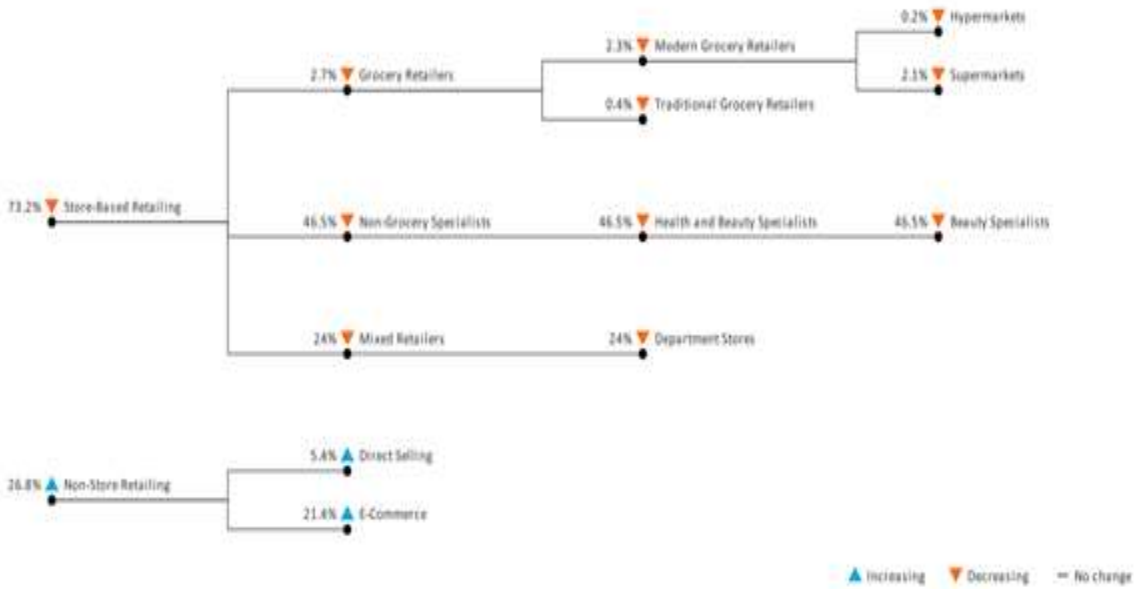 0.2% ▼ Hypermarkets
2.3% ▼ Modern Grocery Retailers
2.7% ▼ Grocery Retailers
2.1% ▼ Supermarkets
0.4% ▼ Traditional Grocery Retailers
73.2% ▼ Store-Based Retailing
46.5% ▼ Non-Grocery Specialists
46.5% ▼ Health and Beauty Specialists
46.5% ▼ Beauty Specialists
24% ▼ Mixed Retailers
24% ▼ Department Stores
5.4% ▲ Direct Selling
26.8% ▲ Non-Store Retailing
21.4% ▲ E-Commerce
▲ Increasing ▼ Decreasing — No change